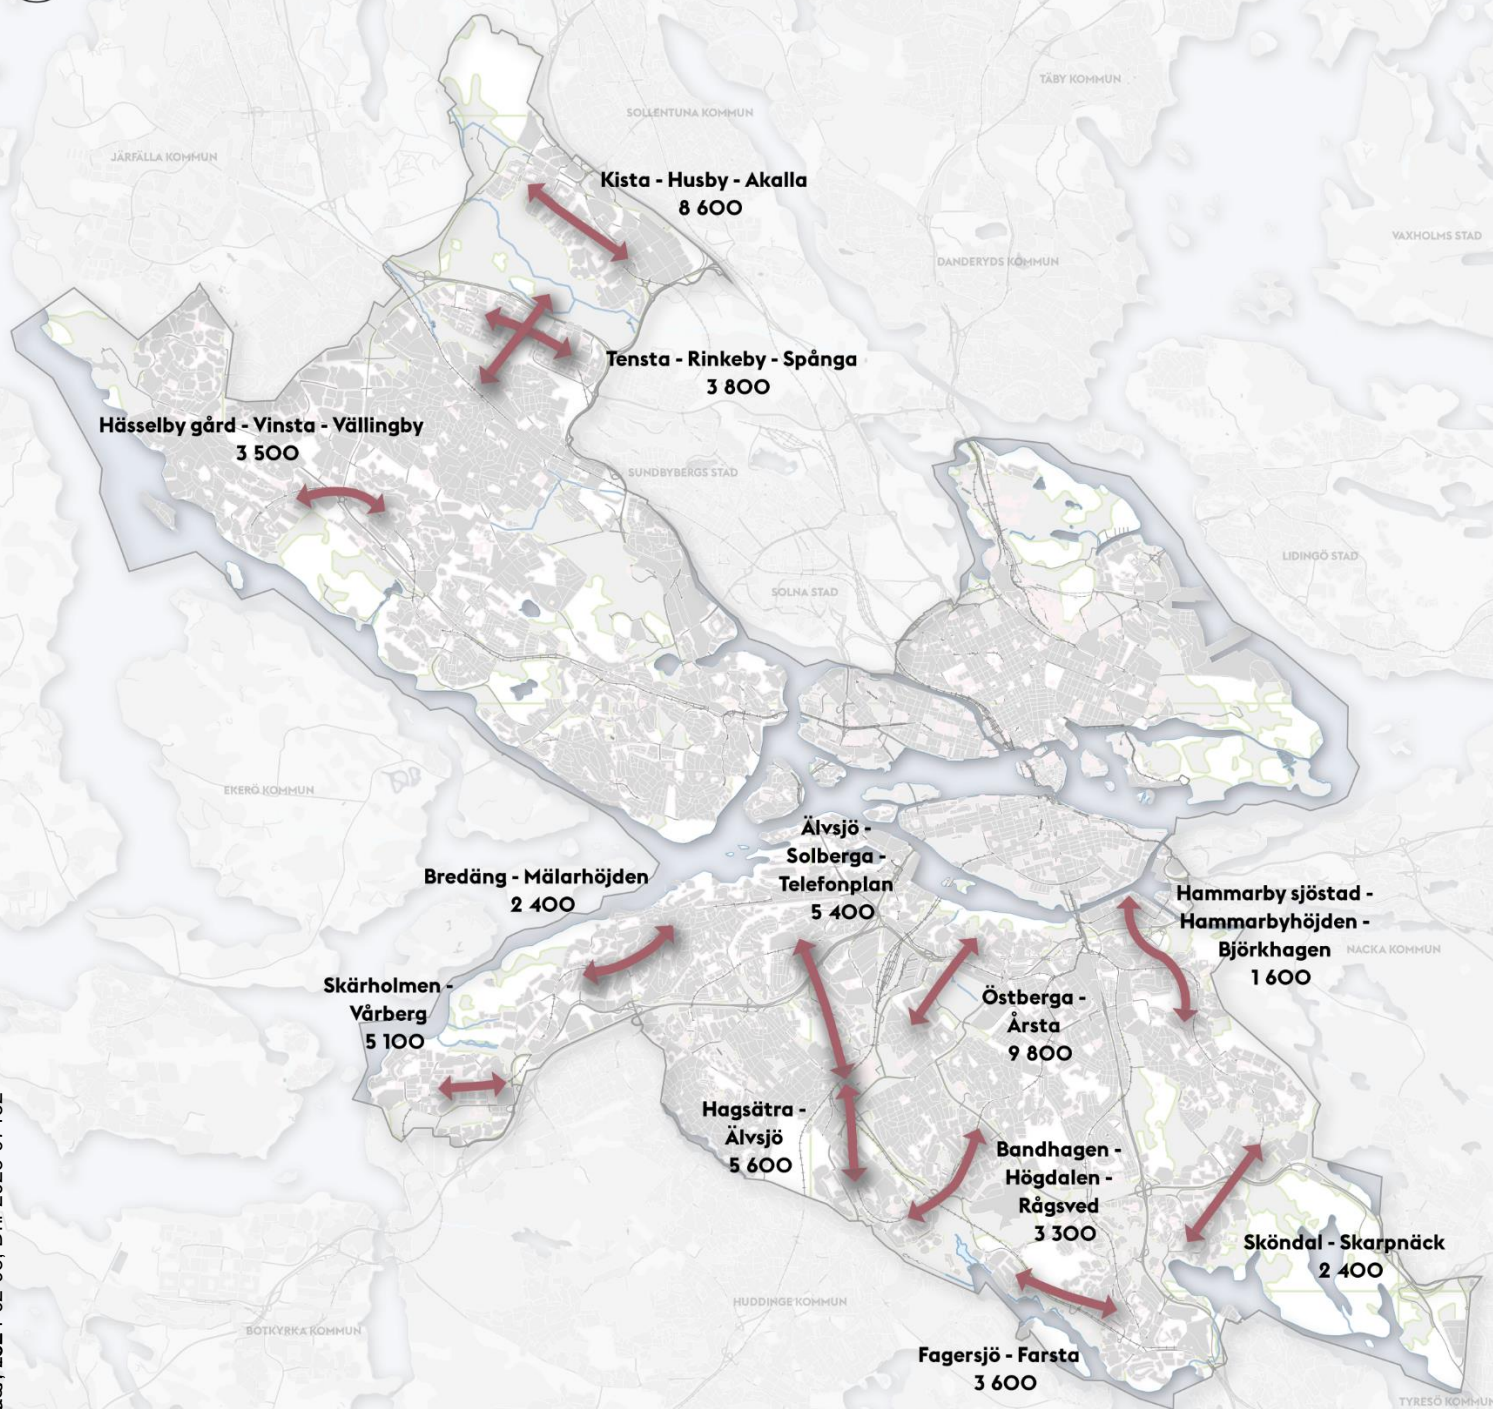 TÄBY KOMMUN
SOLLENTUNA KOMMUN
JÄRFÄLLA KOMMUN
Kista - Husby - Akalla
8 600
VAXHOLMS STAD
DANDERYDS KOMMUN
Tensta - Rinkeby - Spånga
3 800
Hässelby gård - Vinsta - Vällingby
3 500
SUNDBYBERGS STAD
LIDINGÖ STAD
SOLNA STAD
EKERÖ KOMMUN
Älvsjö -
Solberga -
Telefonplan
5 400
Bredäng - Mälarhöjden
2 400
Hammarby sjöstad -
Hammarbyhöjden -
Björkhagen
1 600
NACKA KOMMUN
Skärholmen -
Vårberg
5 100
Östberga -
Årsta
9 800
Hagsätra -
Älvsjö
5 600
Bandhagen -
Högdalen -
Rågsved
3 300
Sköndal - Skarpnäck
2 400
HUDDINGE KOMMUN
BOTKYRKA KOMMUN
Fagersjö - Farsta
3 600
TYRESÖ KOMMUN